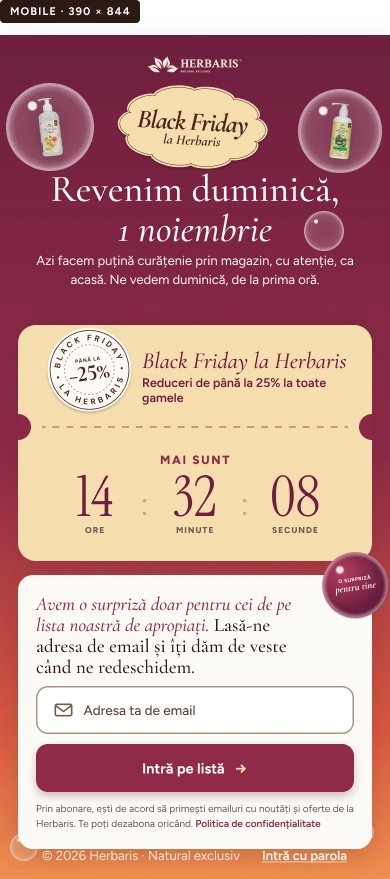 MOBILE · 390 × 844
HERBARIS®
Black Friday
la Herbaris
Revenim duminică,
1 noiembrie
Azi facem puțină curățenie prin magazin, cu atenție, ca
acasă. Ne vedem duminică, de la prima oră.
BLACK FRIDAY
PÂNĂ LA
–25%
LA HERBARIS
Black Friday la Herbaris
Reduceri de până la 25% la toate
gamele
MAI SUNT
14 : 32 : 08
ORE MINUTE SECUNDE
O SURPRIZĂ
pentru tine
Avem o surpriză doar pentru cei de pe
lista noastră de apropiați. Lasă-ne
adresa de email și îți dăm de veste
când ne redeschidem.
Adresa ta de email
Intră pe listă →
Prin abonare, ești de acord să primești emailuri cu noutăți și oferte de la
Herbaris. Te poți dezabona oricând. Politica de confidențialitate
© 2026 Herbaris · Natural exclusiv Intră cu parola